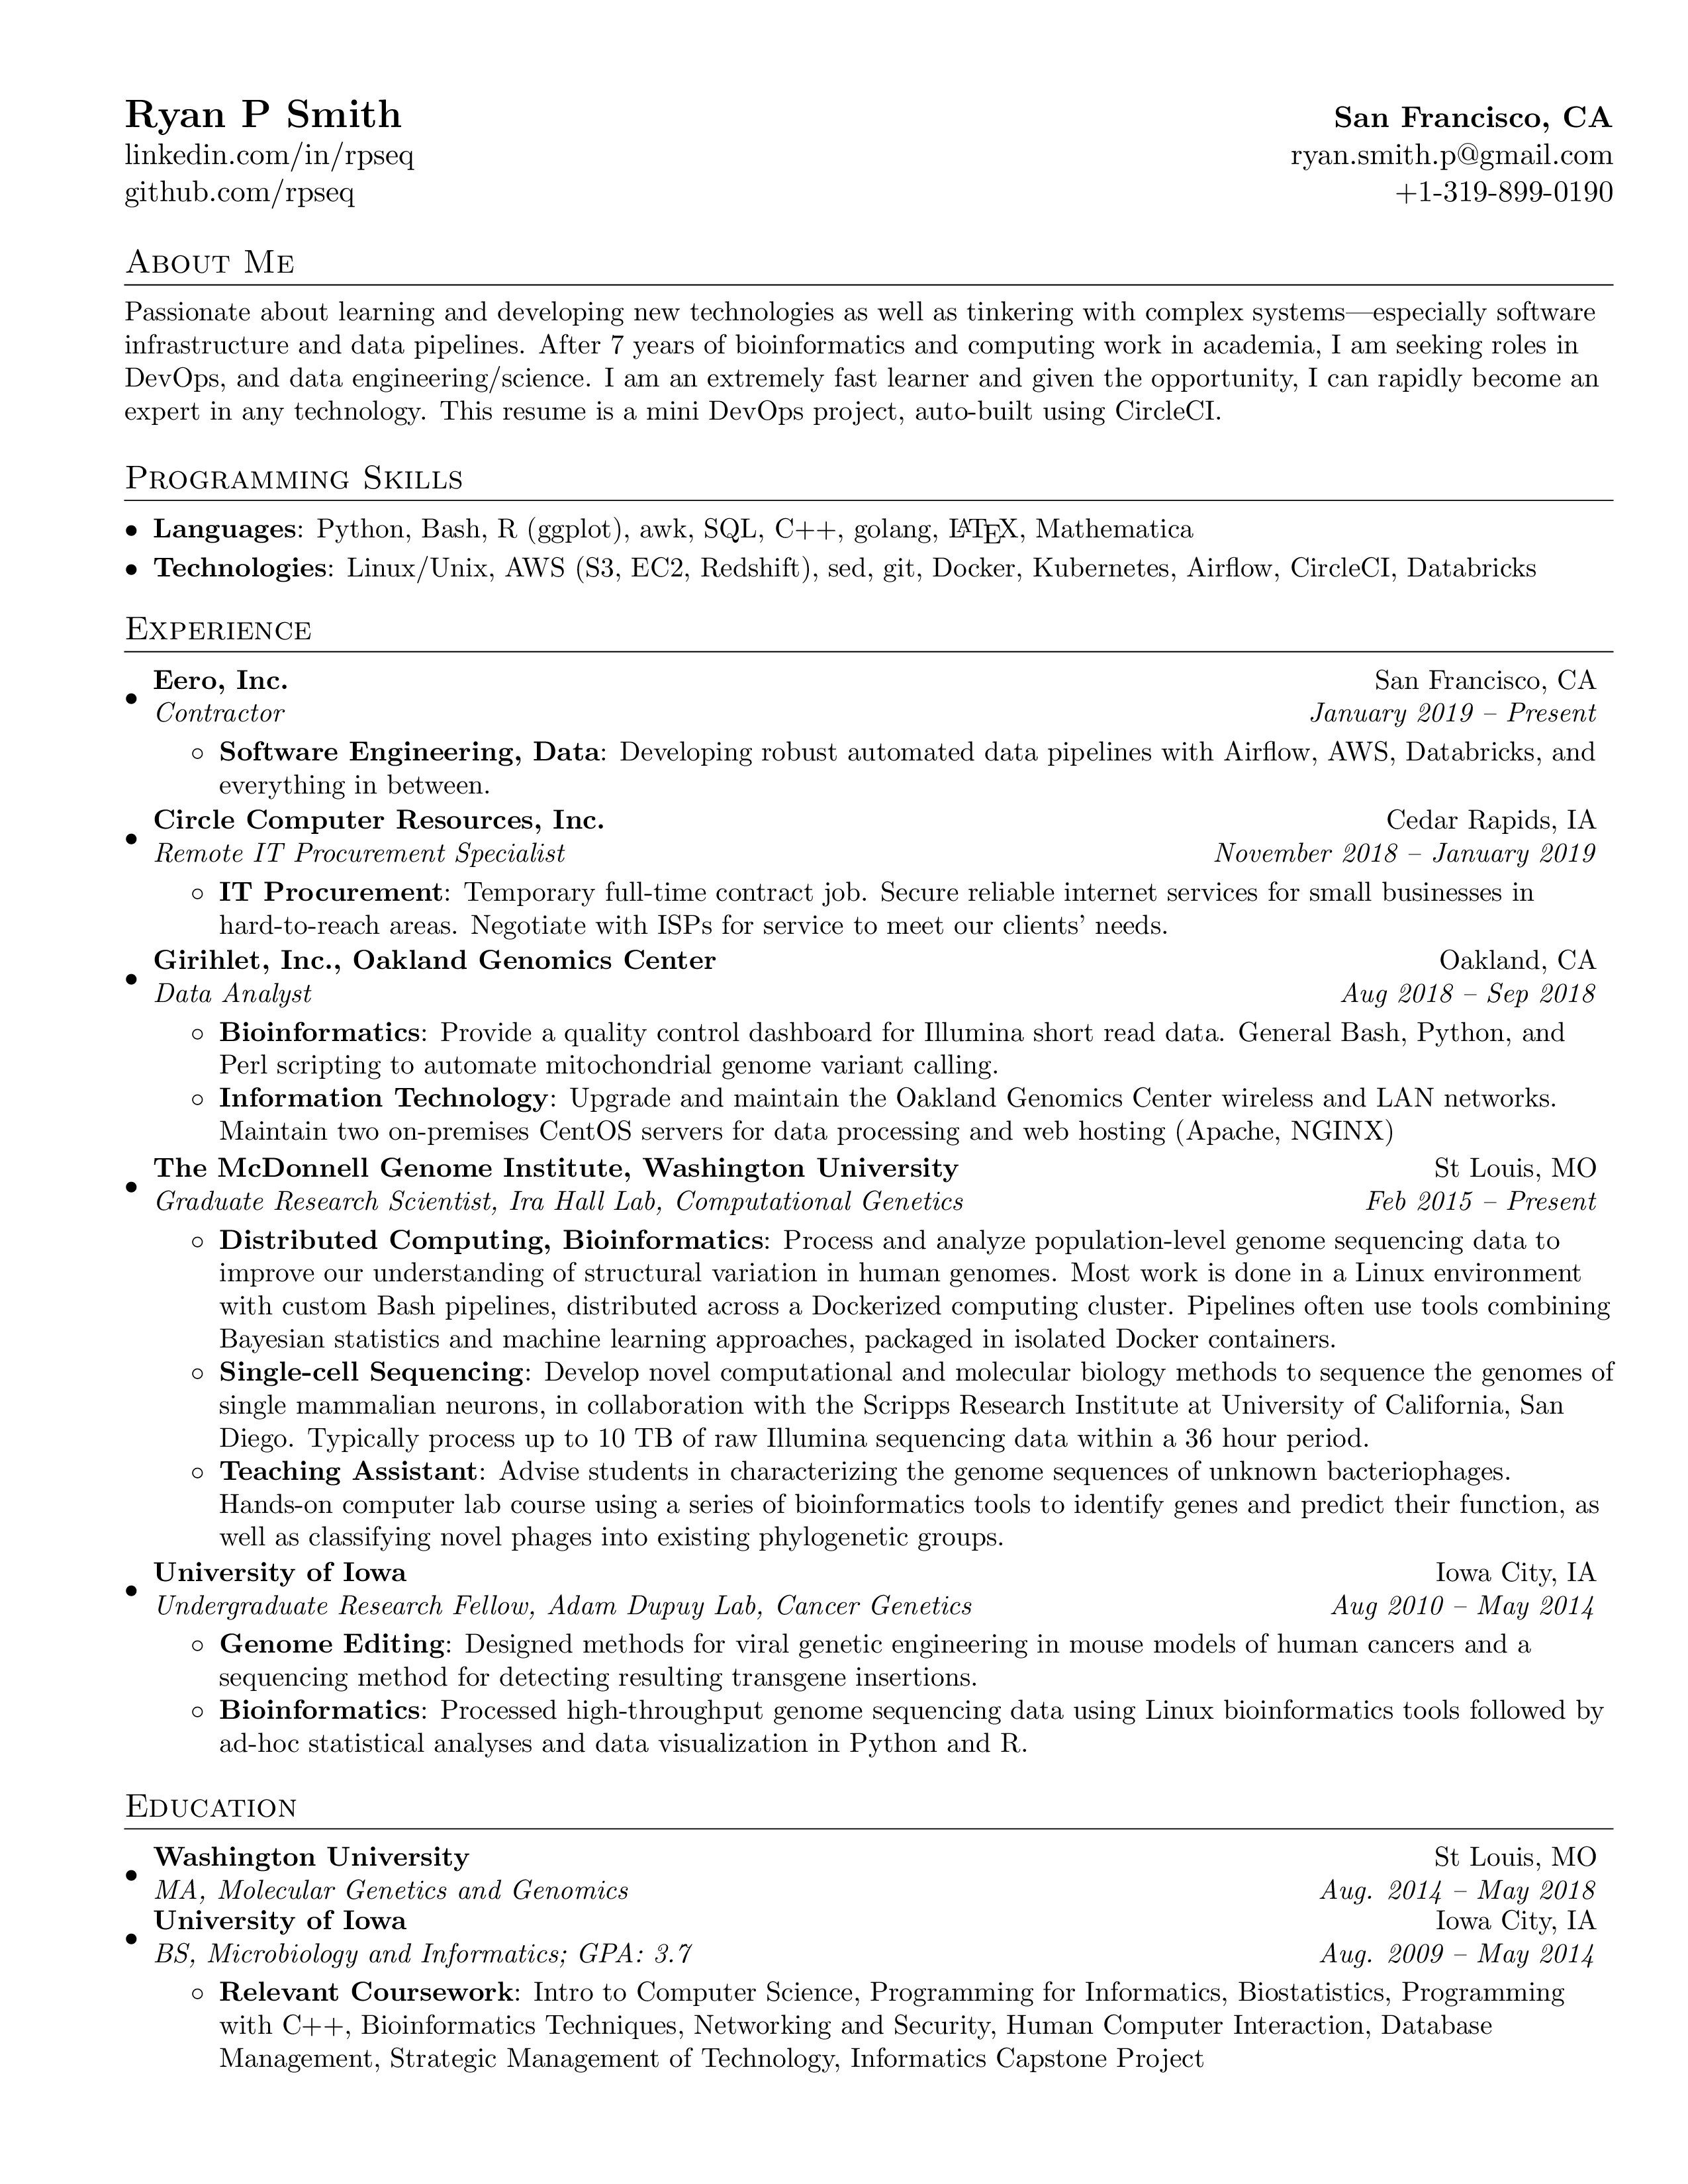 Ryan P Smith San Francisco, CA
linkedin.com/in/rpseq ryan.smith.p@gmail.com
github.com/rpseq +1-319-899-0190
About Me
Passionate about learning and developing new technologies as well as tinkering with complex systems—especially software
infrastructure and data pipelines. After 7 years of bioinformatics and computing work in academia, I am seeking roles in
DevOps, and data engineering/science. I am an extremely fast learner and given the opportunity, I can rapidly become an
expert in any technology. This resume is a mini DevOps project, auto-built using CircleCI.
Programming Skills
• Languages: Python, Bash, R (ggplot), awk, SQL, C++, golang, LATEX, Mathematica
• Technologies: Linux/Unix, AWS (S3, EC2, Redshift), sed, git, Docker, Kubernetes, Airflow, CircleCI, Databricks
Experience
• Eero, Inc. San Francisco, CA
Contractor January 2019 – Present
◦ Software Engineering, Data: Developing robust automated data pipelines with Airflow, AWS, Databricks, and
everything in between.
• Circle Computer Resources, Inc. Cedar Rapids, IA
Remote IT Procurement Specialist November 2018 – January 2019
◦ IT Procurement: Temporary full-time contract job. Secure reliable internet services for small businesses in
hard-to-reach areas. Negotiate with ISPs for service to meet our clients' needs.
• Girihlet, Inc., Oakland Genomics Center Oakland, CA
Data Analyst Aug 2018 – Sep 2018
◦ Bioinformatics: Provide a quality control dashboard for Illumina short read data. General Bash, Python, and
Perl scripting to automate mitochondrial genome variant calling.
◦ Information Technology: Upgrade and maintain the Oakland Genomics Center wireless and LAN networks.
Maintain two on-premises CentOS servers for data processing and web hosting (Apache, NGINX)
• The McDonnell Genome Institute, Washington University St Louis, MO
Graduate Research Scientist, Ira Hall Lab, Computational Genetics Feb 2015 – Present
◦ Distributed Computing, Bioinformatics: Process and analyze population-level genome sequencing data to
improve our understanding of structural variation in human genomes. Most work is done in a Linux environment
with custom Bash pipelines, distributed across a Dockerized computing cluster. Pipelines often use tools combining
Bayesian statistics and machine learning approaches, packaged in isolated Docker containers.
◦ Single-cell Sequencing: Develop novel computational and molecular biology methods to sequence the genomes of
single mammalian neurons, in collaboration with the Scripps Research Institute at University of California, San
Diego. Typically process up to 10 TB of raw Illumina sequencing data within a 36 hour period.
◦ Teaching Assistant: Advise students in characterizing the genome sequences of unknown bacteriophages.
Hands-on computer lab course using a series of bioinformatics tools to identify genes and predict their function, as
well as classifying novel phages into existing phylogenetic groups.
• University of Iowa Iowa City, IA
Undergraduate Research Fellow, Adam Dupuy Lab, Cancer Genetics Aug 2010 – May 2014
◦ Genome Editing: Designed methods for viral genetic engineering in mouse models of human cancers and a
sequencing method for detecting resulting transgene insertions.
◦ Bioinformatics: Processed high-throughput genome sequencing data using Linux bioinformatics tools followed by
ad-hoc statistical analyses and data visualization in Python and R.
Education
• Washington University St Louis, MO
MA, Molecular Genetics and Genomics Aug. 2014 – May 2018
• University of Iowa Iowa City, IA
BS, Microbiology and Informatics; GPA: 3.7 Aug. 2009 – May 2014
◦ Relevant Coursework: Intro to Computer Science, Programming for Informatics, Biostatistics, Programming
with C++, Bioinformatics Techniques, Networking and Security, Human Computer Interaction, Database
Management, Strategic Management of Technology, Informatics Capstone Project